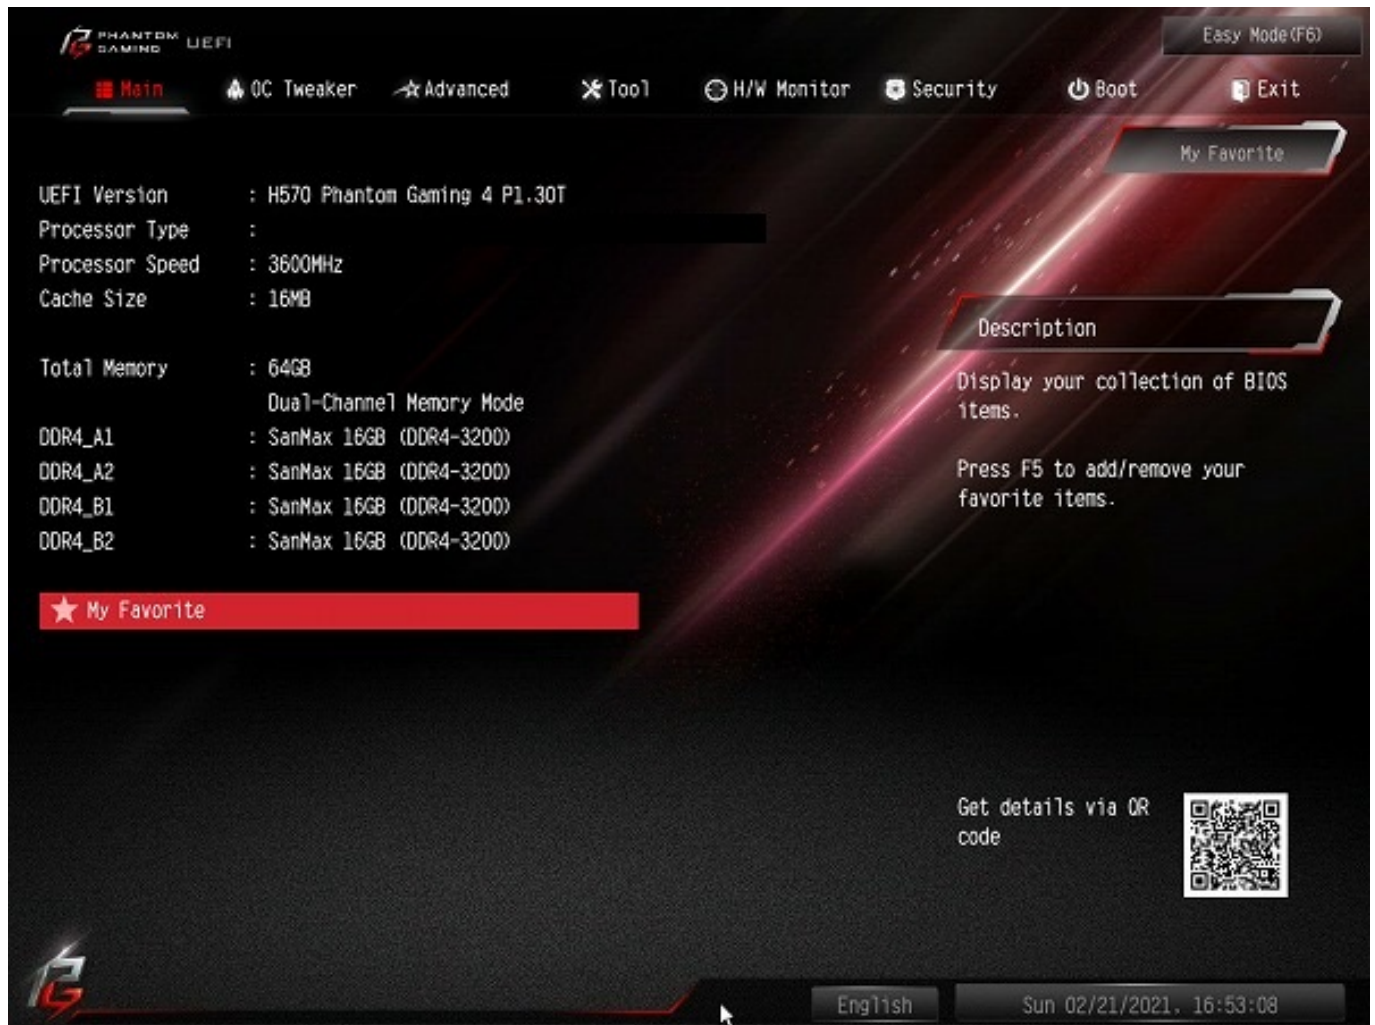 PHANTOM
GAMING UEFI
Easy Mode(F6)
Main OC Tweaker Advanced Tool H/W Monitor Security Boot Exit
My Favorite
UEFI Version : H570 Phantom Gaming 4 P1.30T
Processor Type :
Processor Speed : 3600MHz
Cache Size : 16MB
Total Memory : 64GB
Dual-Channel Memory Mode
DDR4_A1 : SanMax 16GB (DDR4-3200)
DDR4_A2 : SanMax 16GB (DDR4-3200)
DDR4_B1 : SanMax 16GB (DDR4-3200)
DDR4_B2 : SanMax 16GB (DDR4-3200)
My Favorite
Description
Display your collection of BIOS
items.
Press F5 to add/remove your
favorite items.
Get details via QR
code
English
Sun 02/21/2021, 16:53:08